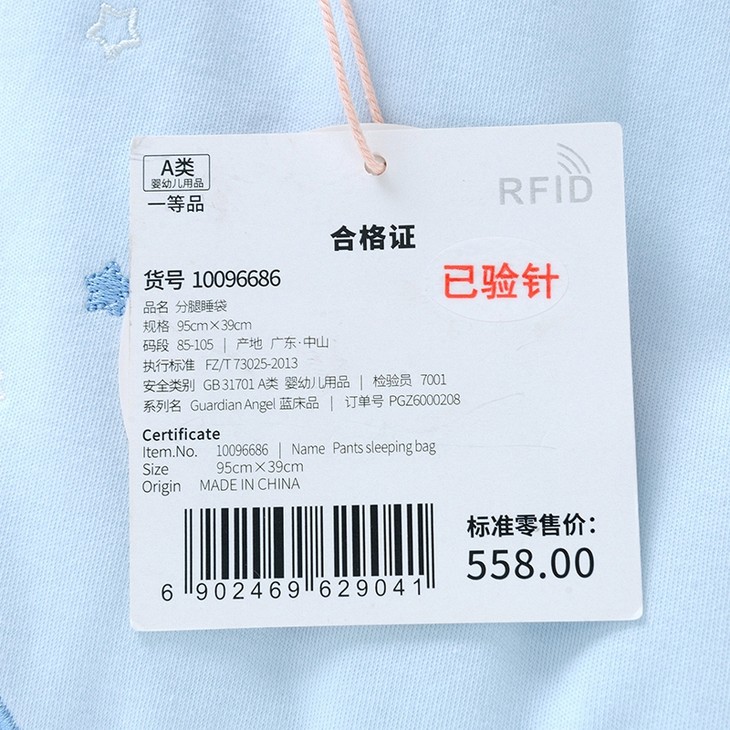 A类
婴幼儿用品
一等品
RFID
合格证
货号 10096686
已验针
品名 分腿睡袋
规格 95cm×39cm
码段 85-105 | 产地 广东·中山
执行标准 FZ/T 73025-2013
安全类别 GB 31701 A类 婴幼儿用品 | 检验员 7001
系列名 Guardian Angel 蓝床品 | 订单号 PGZ6000208
Certificate
Item.No. 10096686 | Name Pants sleeping bag
Size 95cm×39cm
Origin MADE IN CHINA
标准零售价：
558.00
6 902469 629041